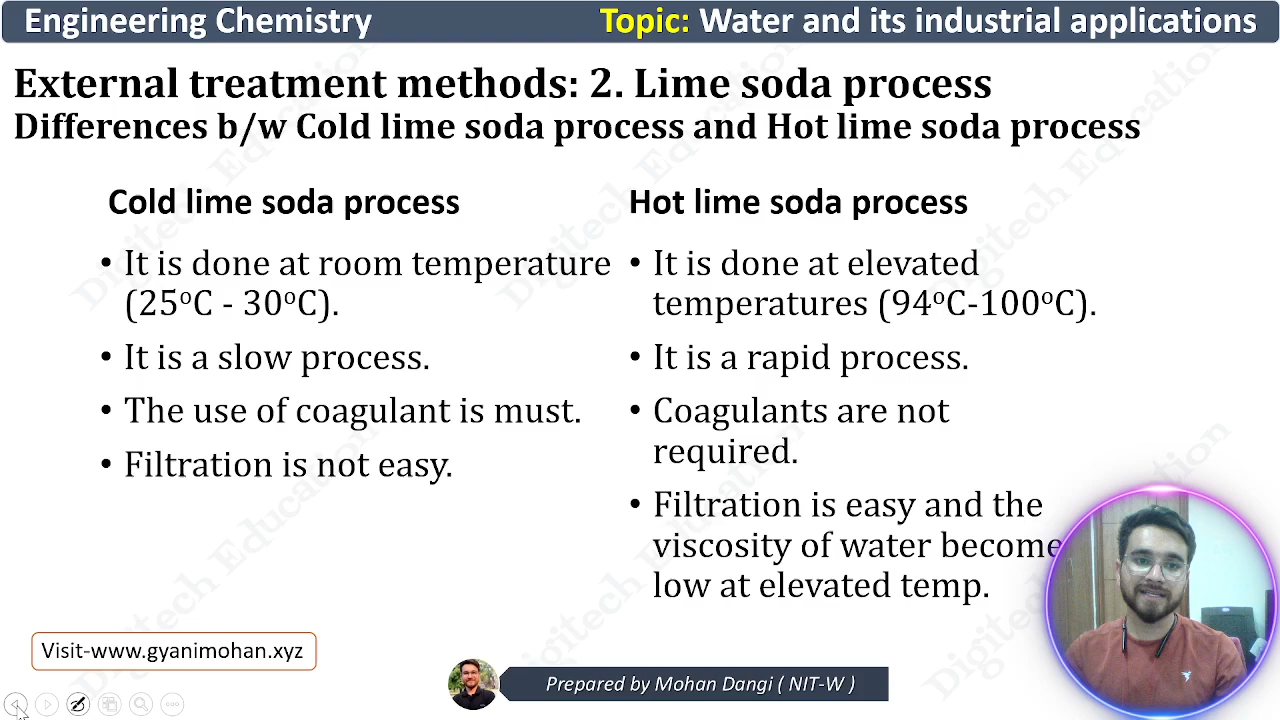 Engineering Chemistry
Topic: Water and its industrial applications
External treatment methods: 2. Lime soda process
Differences b/w Cold lime soda process and Hot lime soda process
Cold lime soda process
• It is done at room temperature
(25°C - 30°C).
• It is a slow process.
• The use of coagulant is must.
• Filtration is not easy.
Hot lime soda process
• It is done at elevated
temperatures (94°C-100°C).
• It is a rapid process.
• Coagulants are not
required.
• Filtration is easy and the
viscosity of water become
low at elevated temp.
Visit-www.gyanimohan.xyz
Prepared by Mohan Dangi ( NIT-W )
Digitech Education